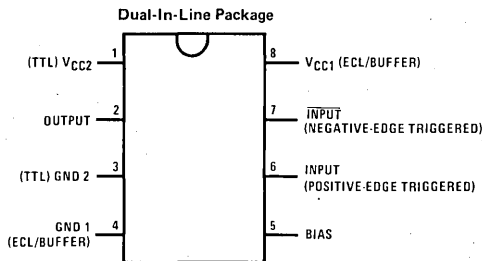 Dual-In-Line Package
(TTL) VCC2
1
8
VCC1 (ECL/BUFFER)
OUTPUT
2
7
INPUT
(NEGATIVE-EDGE TRIGGERED)
(TTL) GND 2
3
6
INPUT
(POSITIVE-EDGE TRIGGERED)
GND 1
(ECL/BUFFER)
4
5
BIAS